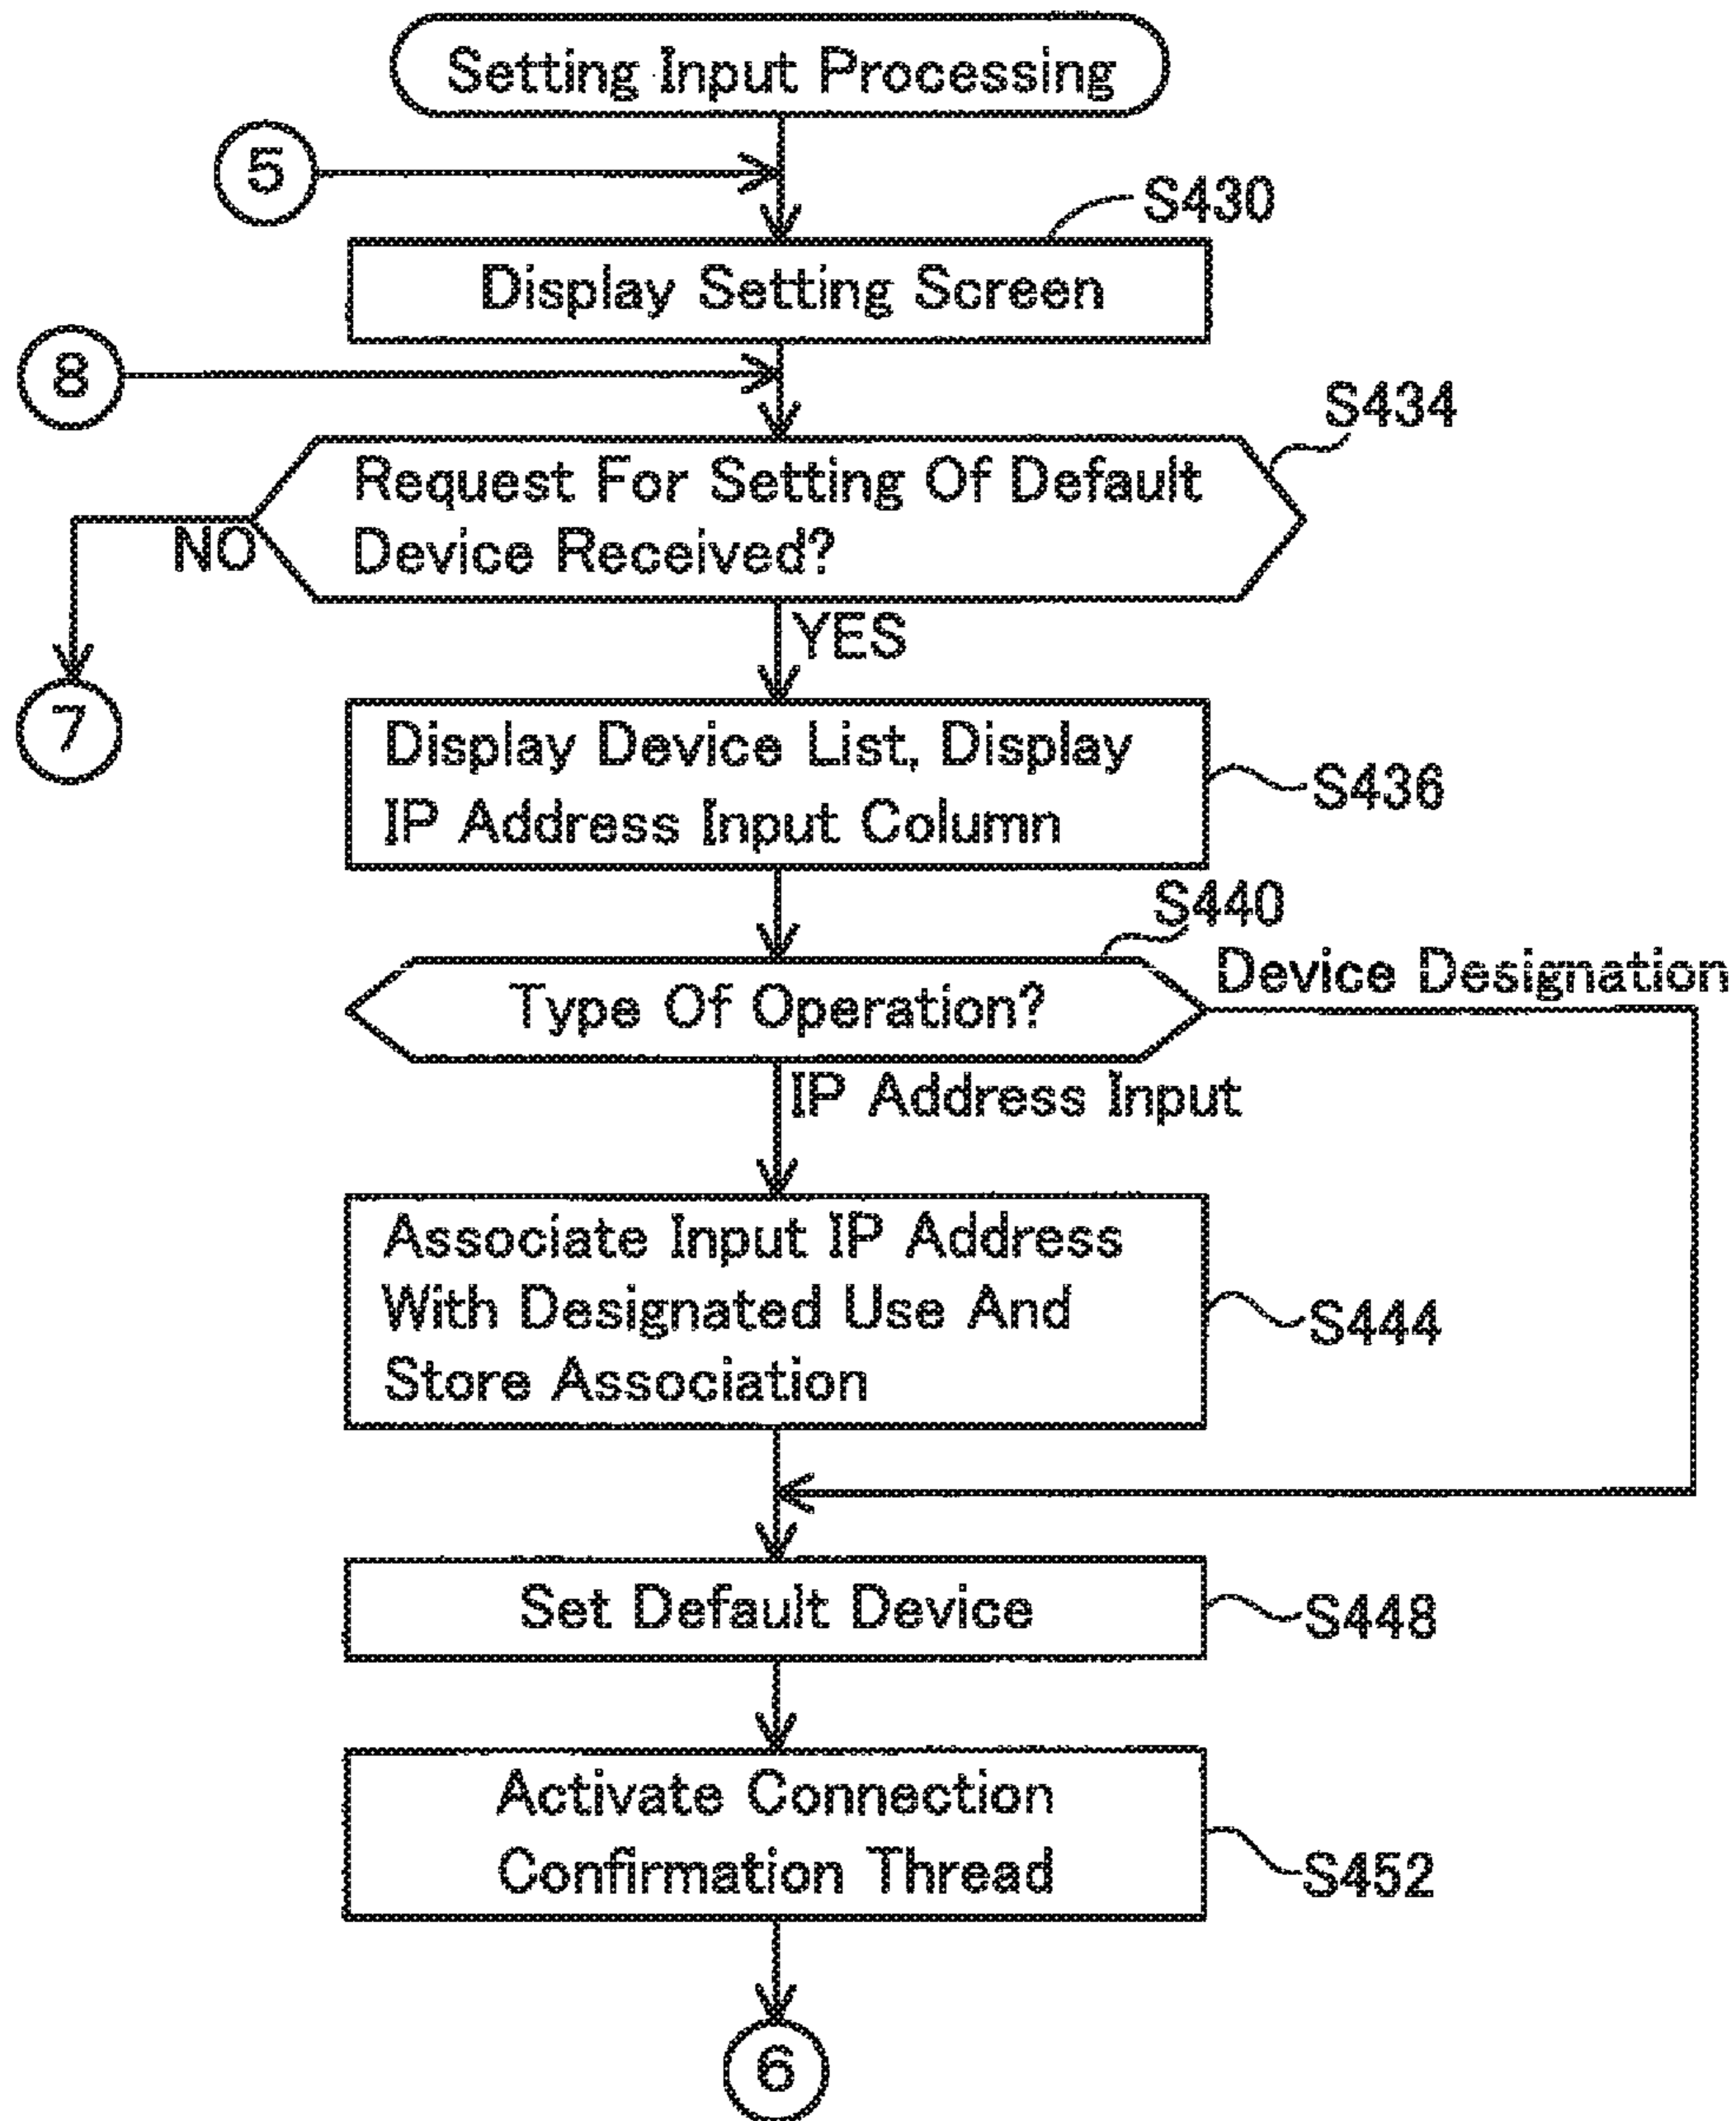 Setting Input Processing
5
S430
Display Setting Screen
8
S434
Request For Setting Of Default
Device Received?
NO
YES
7
Display Device List, Display
IP Address Input Column
S436
S440
Device Designation
Type Of Operation?
IP Address Input
Associate Input IP Address
With Designated Use And
Store Association
S444
Set Default Device
S448
Activate Connection
Confirmation Thread
S452
6